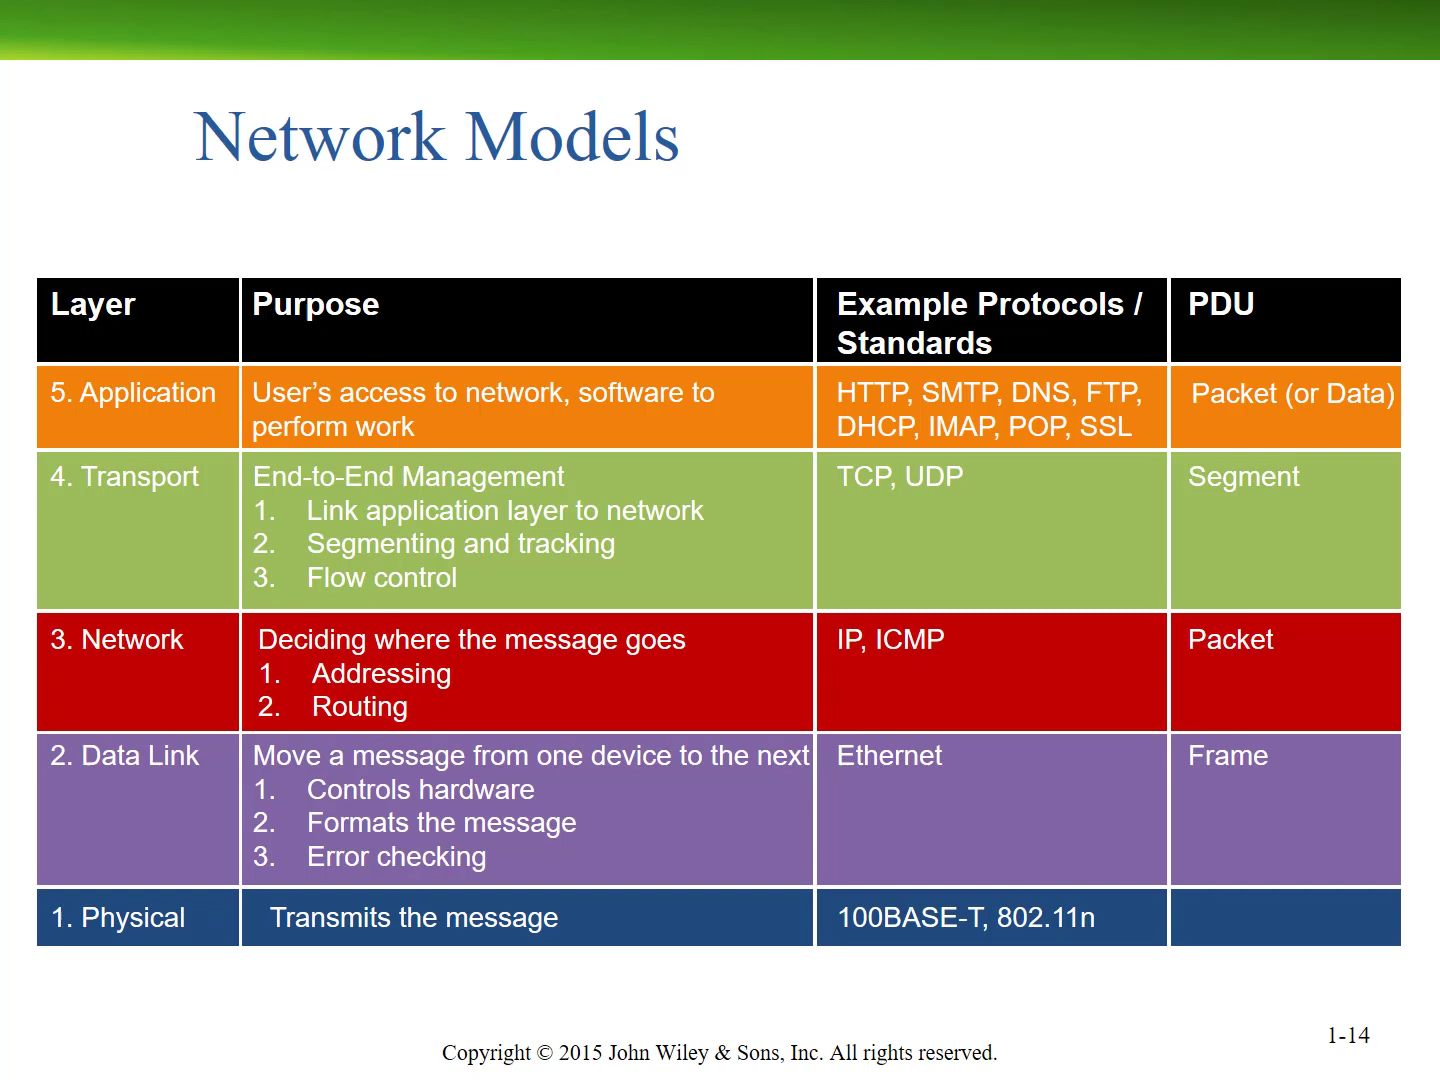 Network Models
Layer
Purpose
Example Protocols /
Standards
PDU
5. Application
User’s access to network, software to
perform work
HTTP, SMTP, DNS, FTP,
DHCP, IMAP, POP, SSL
Packet (or Data)
4. Transport
End-to-End Management
1. Link application layer to network
2. Segmenting and tracking
3. Flow control
TCP, UDP
Segment
3. Network
Deciding where the message goes
1. Addressing
2. Routing
IP, ICMP
Packet
2. Data Link
Move a message from one device to the next
1. Controls hardware
2. Formats the message
3. Error checking
Ethernet
Frame
1. Physical
Transmits the message
100BASE-T, 802.11n
1-14
Copyright © 2015 John Wiley & Sons, Inc. All rights reserved.